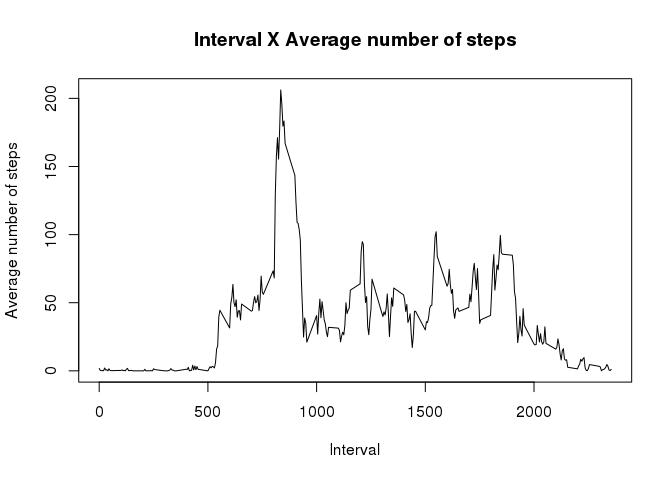 Interval X Average number of steps
Average number of steps
200
150
100
50
0
0 500 1000 1500 2000
Interval